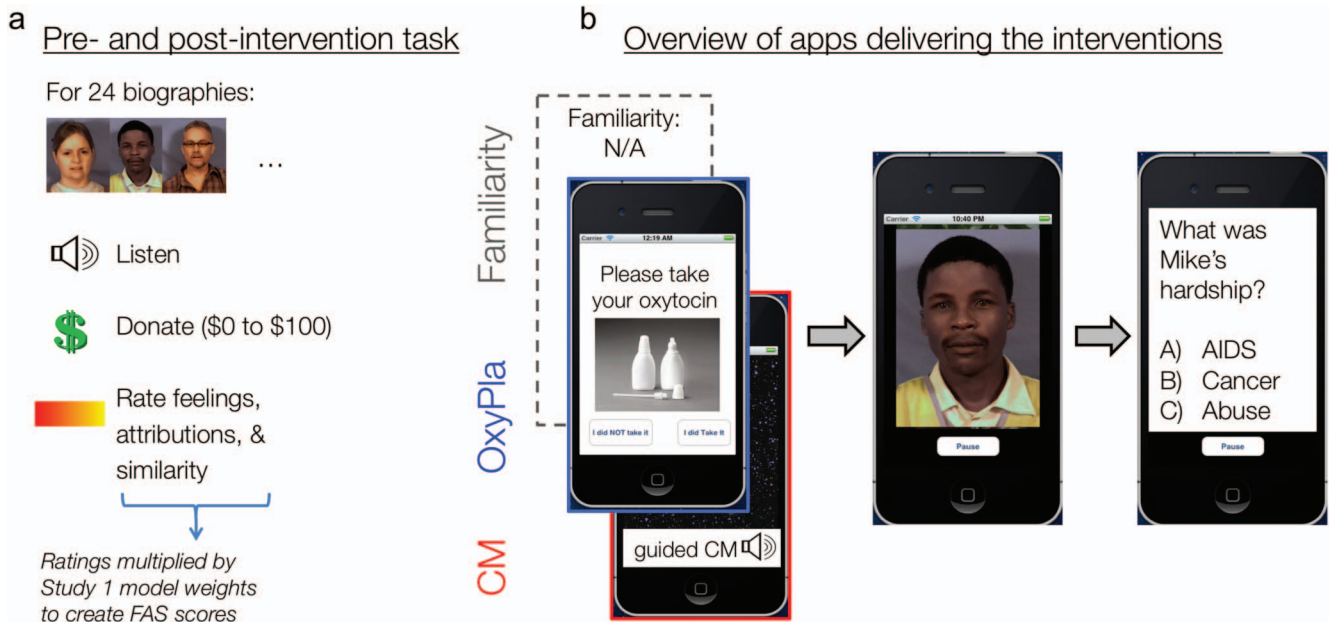 a
Pre- and post-intervention task
For 24 biographies:
...
Listen
$
Donate ($0 to $100)
Rate feelings,
attributions, &
similarity
Ratings multiplied by
Study 1 model weights
to create FAS scores
b
Overview of apps delivering the interventions
Familiarity
OxyPla
CM
Familiarity:
N/A
Carrier 12:19 AM
Please take
your oxytocin
I did NOT take it
I did Take It
guided CM
Carrier 10:40 PM
Pause
What was
Mike's
hardship?
A) AIDS
B) Cancer
C) Abuse
Pause